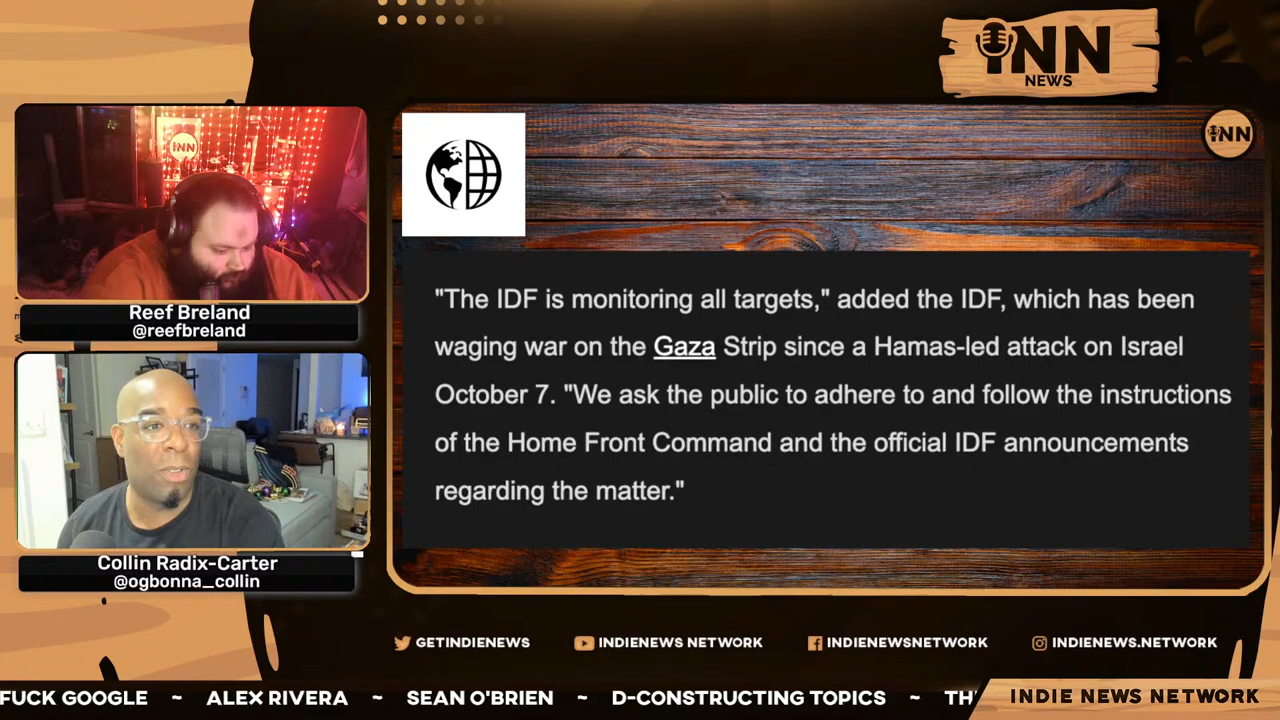 INN
NEWS
INN
INN
Reef Breland
@reefbreland
Collin Radix-Carter
@ogbonna_collin
"The IDF is monitoring all targets," added the IDF, which has been
waging war on the Gaza Strip since a Hamas-led attack on Israel
October 7. "We ask the public to adhere to and follow the instructions
of the Home Front Command and the official IDF announcements
regarding the matter."
GETINDIENEWS
INDIENEWS NETWORK
INDIENEWSNETWORK
INDIENEWS.NETWORK
FUCK GOOGLE ~ ALEX RIVERA ~ SEAN O'BRIEN ~ D-CONSTRUCTING TOPICS ~ TH
INDIE NEWS NETWORK